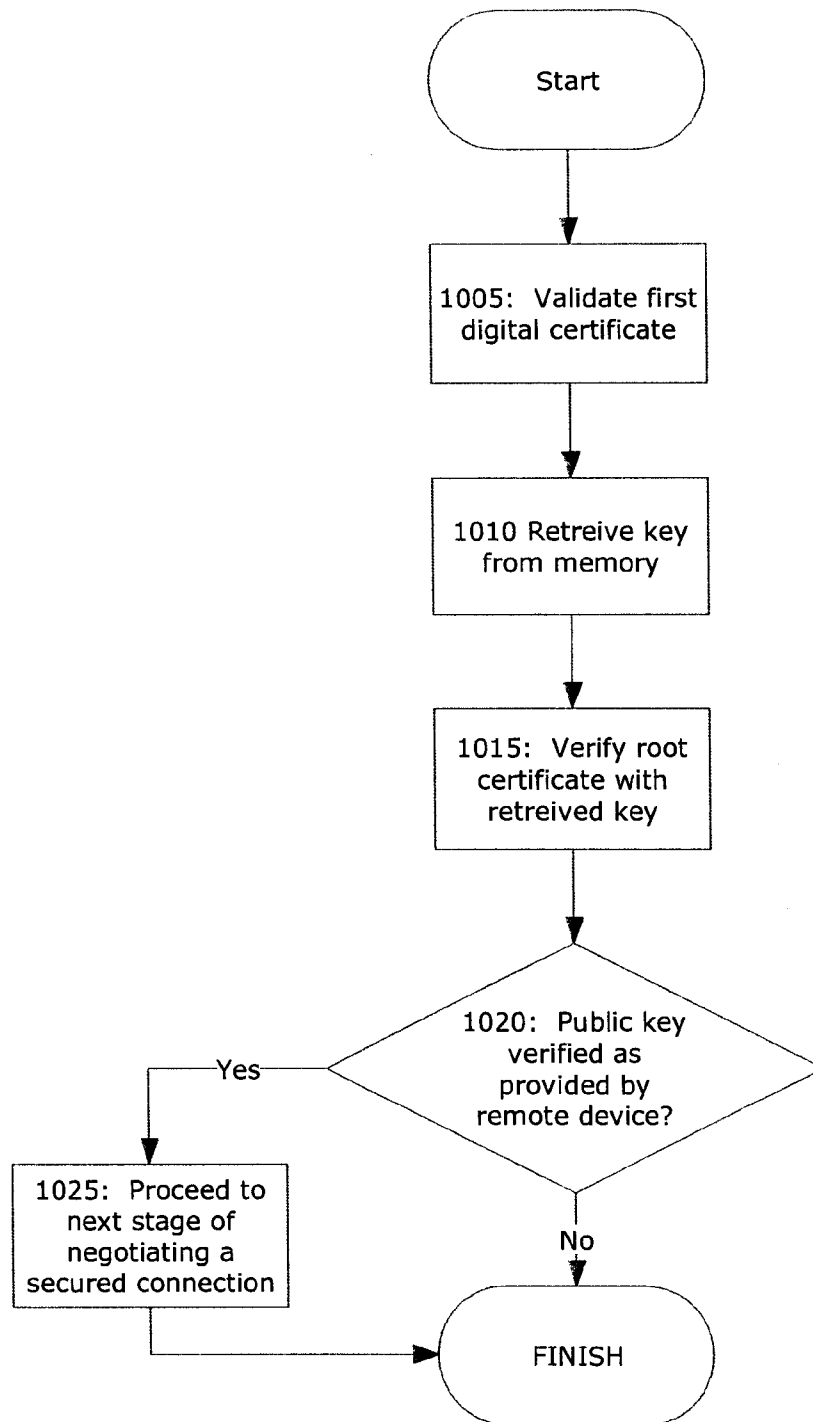 Start
1005: Validate first
digital certificate
1010 Retreive key
from memory
1015: Verify root
certificate with
retreived key
1020: Public key
verified as
provided by
remote device?
Yes
1025: Proceed to
next stage of
negotiating a
secured connection
No
FINISH